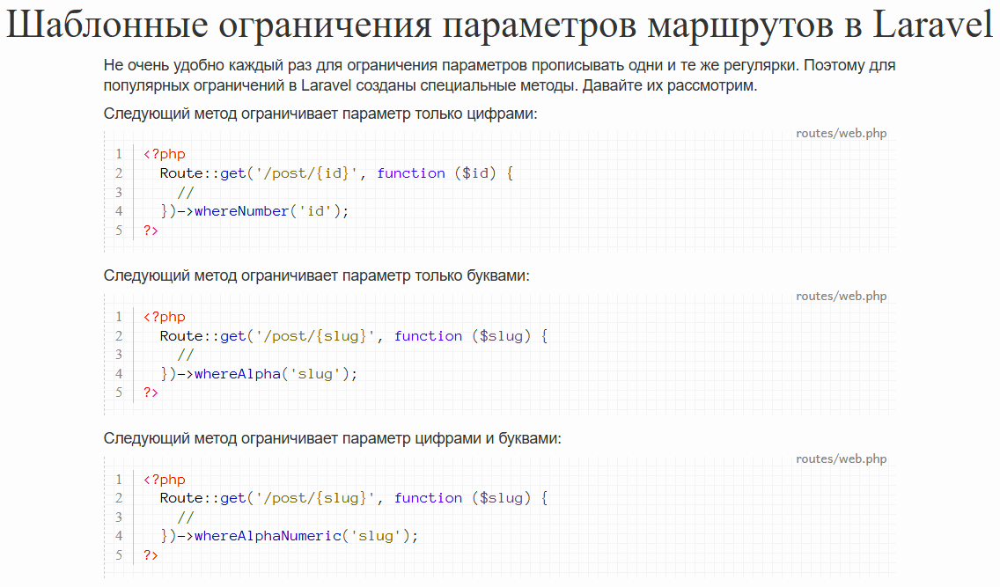 Шаблонные ограничения параметров маршрутов в Laravel
Не очень удобно каждый раз для ограничения параметров прописывать одни и те же регулярки. Поэтому для
популярных ограничений в Laravel созданы специальные методы. Давайте их рассмотрим.
Следующий метод ограничивает параметр только цифрами:
routes/web.php
1 <?php
2 Route::get('/post/{id}', function ($id) {
3 //
4 })->whereNumber('id');
5 ?>
Следующий метод ограничивает параметр только буквами:
routes/web.php
1 <?php
2 Route::get('/post/{slug}', function ($slug) {
3 //
4 })->whereAlpha('slug');
5 ?>
Следующий метод ограничивает параметр цифрами и буквами:
routes/web.php
1 <?php
2 Route::get('/post/{slug}', function ($slug) {
3 //
4 })->whereAlphaNumeric('slug');
5 ?>